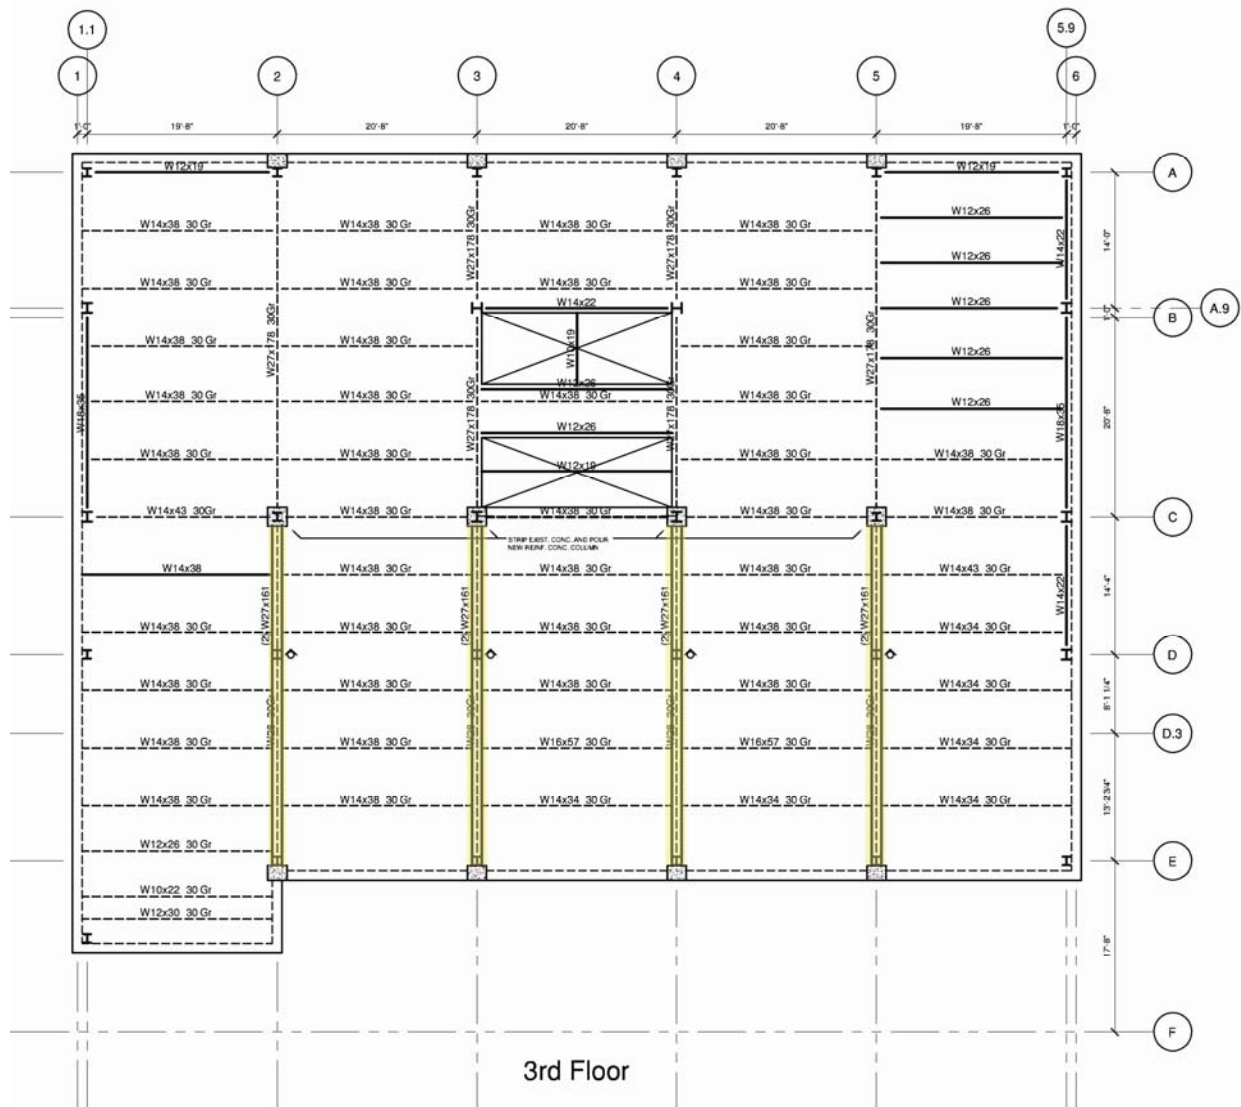 1.1
5.9
1
2
3
4
5
6
1'-0"
19'-8"
20'-8"
20'-8"
20'-8"
19'-8"
1'-0"
W12x19
W12x19
A
W12x26
W14x38 30 Gr
W14x38 30 Gr
W14x38 30 Gr
W14x38 30 Gr
W27x178 30Gr
W27x178 30Gr
W14x22
14'-0"
W12x26
W14x38 30 Gr
W14x38 30 Gr
W14x38 30 Gr
W14x38 30 Gr
W14x22
W12x26
1'-0"
A.9
B
W27x178 30Gr
W27x178 30Gr
W14x38 30 Gr
W14x38 30 Gr
W10x19
W14x38 30 Gr
W12x26
W12x26
W14x38 30 Gr
W14x38 30 Gr
W14x38 30 Gr
W14x38 30 Gr
W12x26
W18x35
W27x178 30Gr
W27x178 30Gr
W18x35
20'-8"
W12x26
W14x38 30 Gr
W14x38 30 Gr
W14x38 30 Gr
W14x38 30 Gr
W12x19
W14x43 30Gr
W14x38 30 Gr
W14x38 30 Gr
W14x38 30 Gr
W14x38 30 Gr
C
STRIP EXIST. CONC. AND POUR
NEW REINF. CONC. COLUMN
W14x38
W14x38 30 Gr
W14x38 30 Gr
W14x38 30 Gr
W14x43 30 Gr
W14x22
14'-4"
(2) W27x161
(2) W27x161
(2) W27x161
(2) W27x161
W14x38 30 Gr
W14x38 30 Gr
W14x38 30 Gr
W14x38 30 Gr
W14x34 30 Gr
D
W14x38 30 Gr
W14x38 30 Gr
W14x38 30 Gr
W14x38 30 Gr
W14x34 30 Gr
8'-1 1/4"
D.3
W14x38 30 Gr
W14x38 30 Gr
W16x57 30 Gr
W16x57 30 Gr
W14x34 30 Gr
W14x38 30 Gr
W14x38 30 Gr
W14x34 30 Gr
W14x34 30 Gr
W14x34 30 Gr
13'-2 3/4"
W12x26 30 Gr
E
W10x22 30 Gr
W12x30 30 Gr
17'-8"
F
3rd Floor